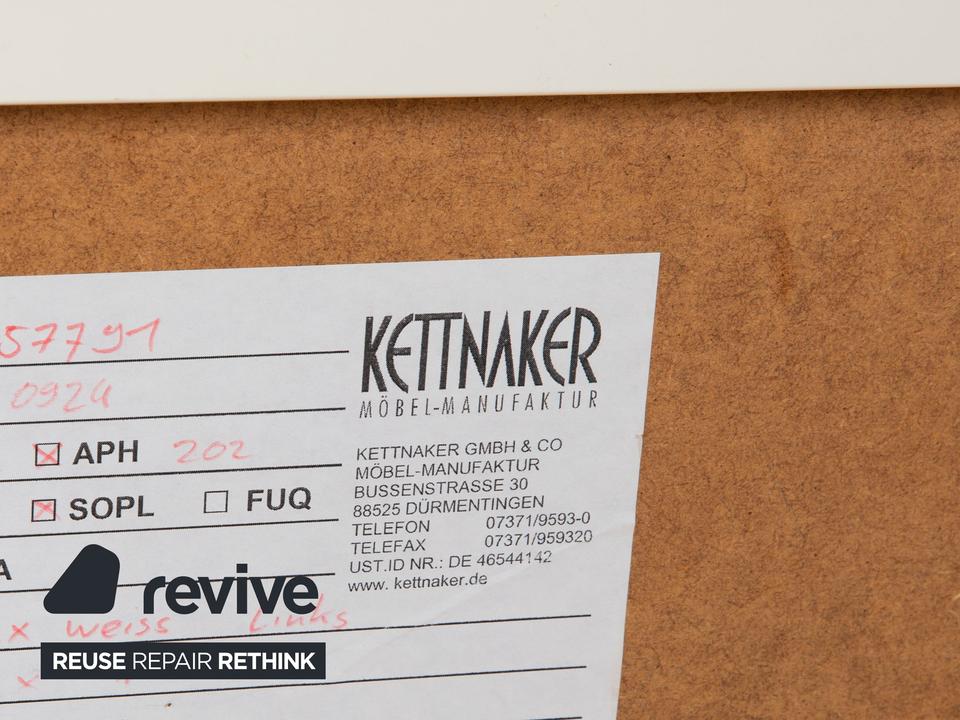 57791
0924
☒ APH 202
☒ SOPL ☐ FUQ
A
x weiss Links
x
KETTNAKER
MÖBEL-MANUFAKTUR
KETTNAKER GMBH & CO
MÖBEL-MANUFAKTUR
BUSSENSTRASSE 30
88525 DÜRMENTINGEN
TELEFON 07371/9593-0
TELEFAX 07371/959320
UST.ID NR.: DE 46544142
www. kettnaker.de
revive
REUSE REPAIR RETHINK